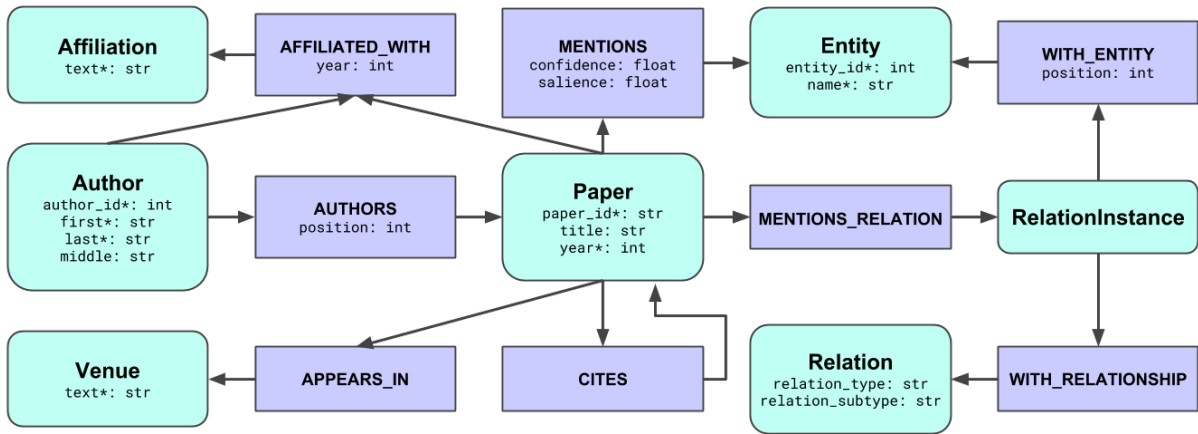 Affiliation
text*: str
AFFILIATED_WITH
year: int
MENTIONS
confidence: float
salience: float
Entity
entity_id*: int
name*: str
WITH_ENTITY
position: int
Author
author_id*: int
first*: str
last*: str
middle: str
AUTHORS
position: int
Paper
paper_id*: str
title: str
year*: int
MENTIONS_RELATION
RelationInstance
Venue
text*: str
APPEARS_IN
CITES
Relation
relation_type: str
relation_subtype: str
WITH_RELATIONSHIP